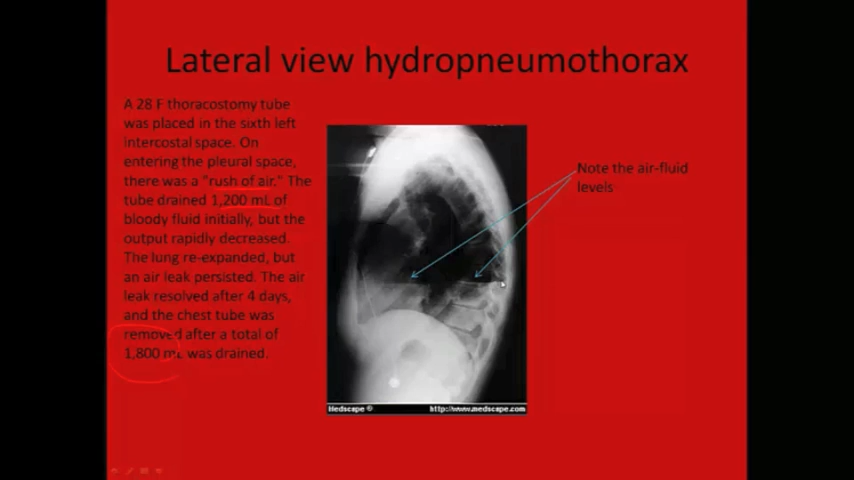 Lateral view hydropneumothorax
A 28 F thoracostomy tube
was placed in the sixth left
intercostal space. On
entering the pleural space,
there was a "rush of air." The
tube drained 1,200 mL of
bloody fluid initially, but the
output rapidly decreased.
The lung re-expanded, but
an air leak persisted. The air
leak resolved after 4 days,
and the chest tube was
removed after a total of
1,800 mL was drained.
Note the air-fluid
levels
Medscape ® http://www.medscape.com